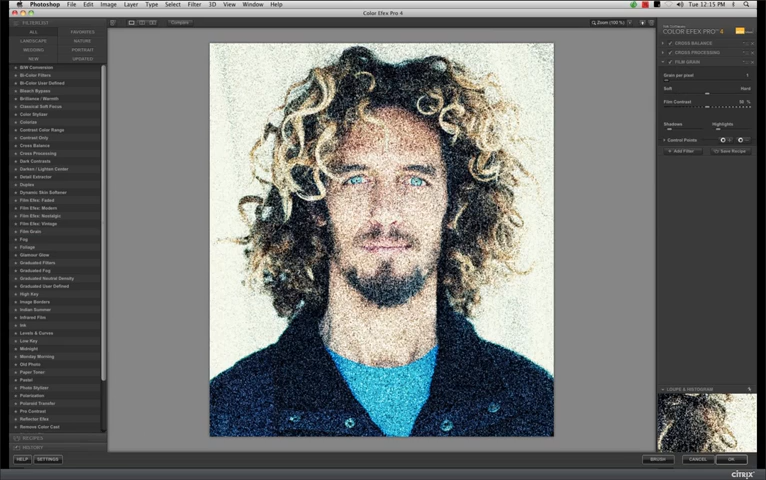 Photoshop File Edit Image Layer Type Select Filter 3D View Window Help
Tue 12:15 PM
Color Efex Pro 4
FILTER LIST
ALL FAVORITES
LANDSCAPE NATURE
WEDDING PORTRAIT
NEW UPDATED
B/W Conversion
Bi-Color Filters
Bi-Color User Defined
Bleach Bypass
Brilliance / Warmth
Classical Soft Focus
Color Stylizer
Colorize
Contrast Color Range
Contrast Only
Cross Balance
Cross Processing
Dark Contrasts
Darken / Lighten Center
Detail Extractor
Duplex
Dynamic Skin Softener
Film Efex: Faded
Film Efex: Modern
Film Efex: Nostalgic
Film Efex: Vintage
Film Grain
Fog
Foliage
Glamour Glow
Graduated Filters
Graduated Fog
Graduated Neutral Density
Graduated User Defined
High Key
Image Borders
Indian Summer
Infrared Film
Ink
Levels & Curves
Low Key
Midnight
Monday Morning
Old Photo
Paper Toner
Pastel
Photo Stylizer
Polarization
Polaroid Transfer
Pro Contrast
Reflector Efex
Remove Color Cast
RECIPES
HISTORY
HELP SETTINGS
Compare
Zoom (100 %)
COLOR EFEX PRO 4
CROSS BALANCE
CROSS PROCESSING
FILM GRAIN
Grain per pixel 1
Soft Hard
Film Contrast
Shadows Highlights
Control Points
Add Filter Save Recipe
LOUPE & HISTOGRAM
BRUSH CANCEL OK
CITRIX